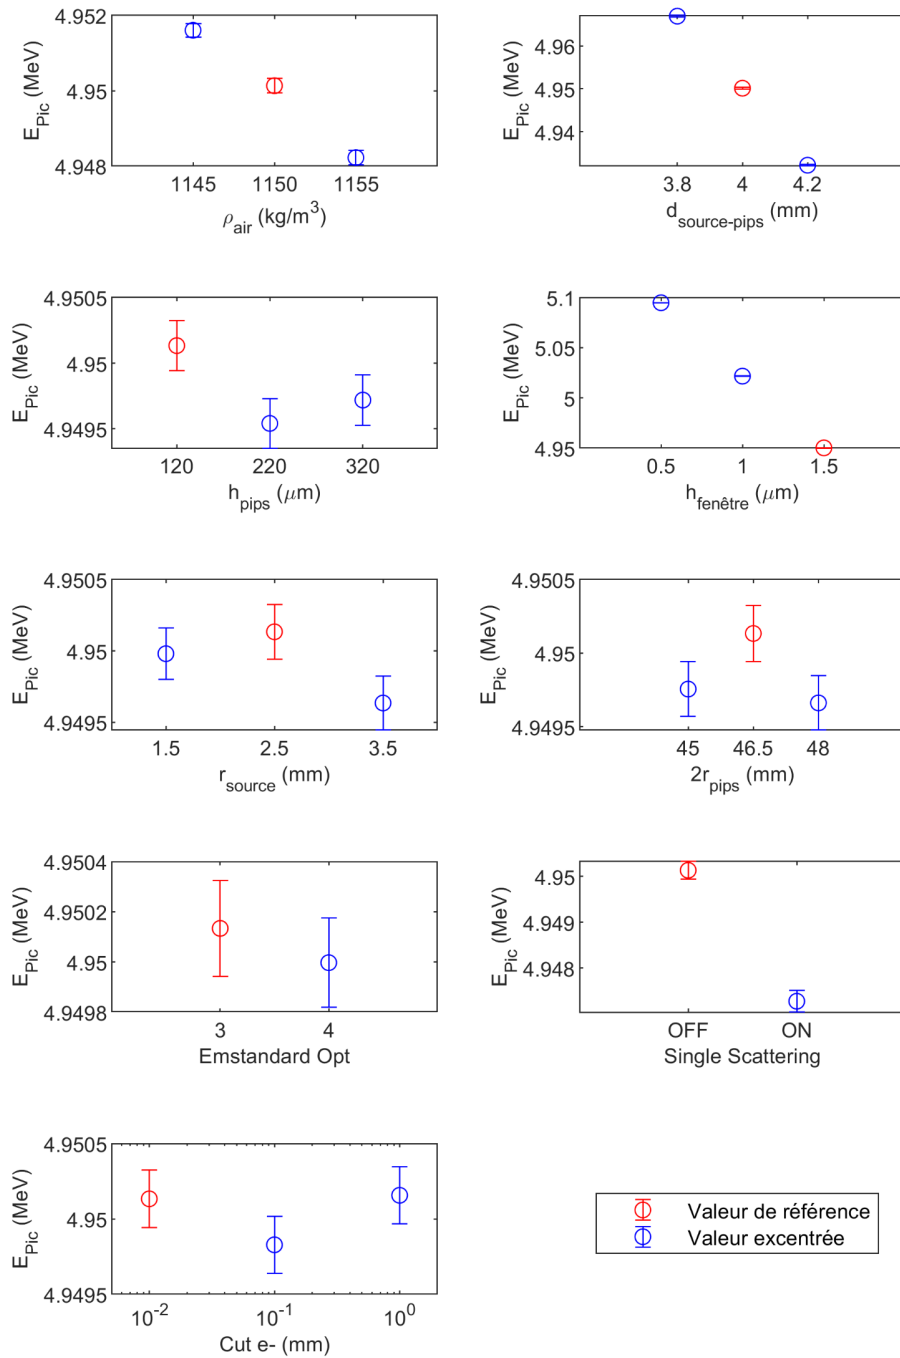 4.952
4.95
4.948
E_Pic (MeV)
1145 1150 1155
ρ_air (kg/m^3)
4.96
4.95
4.94
E_Pic (MeV)
3.8 4 4.2
d_source-pips (mm)
4.9505
4.95
4.9495
E_Pic (MeV)
120 220 320
h_pips (μm)
5.1
5.05
5
4.95
E_Pic (MeV)
0.5 1 1.5
h_fenêtre (μm)
4.9505
4.95
4.9495
E_Pic (MeV)
1.5 2.5 3.5
r_source (mm)
4.9505
4.95
4.9495
E_Pic (MeV)
45 46.5 48
2r_pips (mm)
4.9504
4.9502
4.95
4.9498
E_Pic (MeV)
3 4
Emstandard Opt
4.95
4.949
4.948
E_Pic (MeV)
OFF ON
Single Scattering
4.9505
4.95
4.9495
E_Pic (MeV)
10^-2 10^-1 10^0
Cut e- (mm)
Valeur de référence
Valeur excentrée